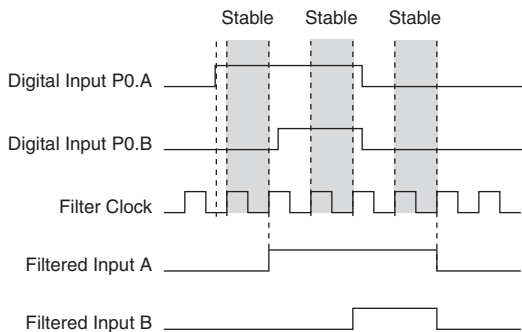 Stable Stable Stable
Digital Input P0.A
Digital Input P0.B
Filter Clock
Filtered Input A
Filtered Input B